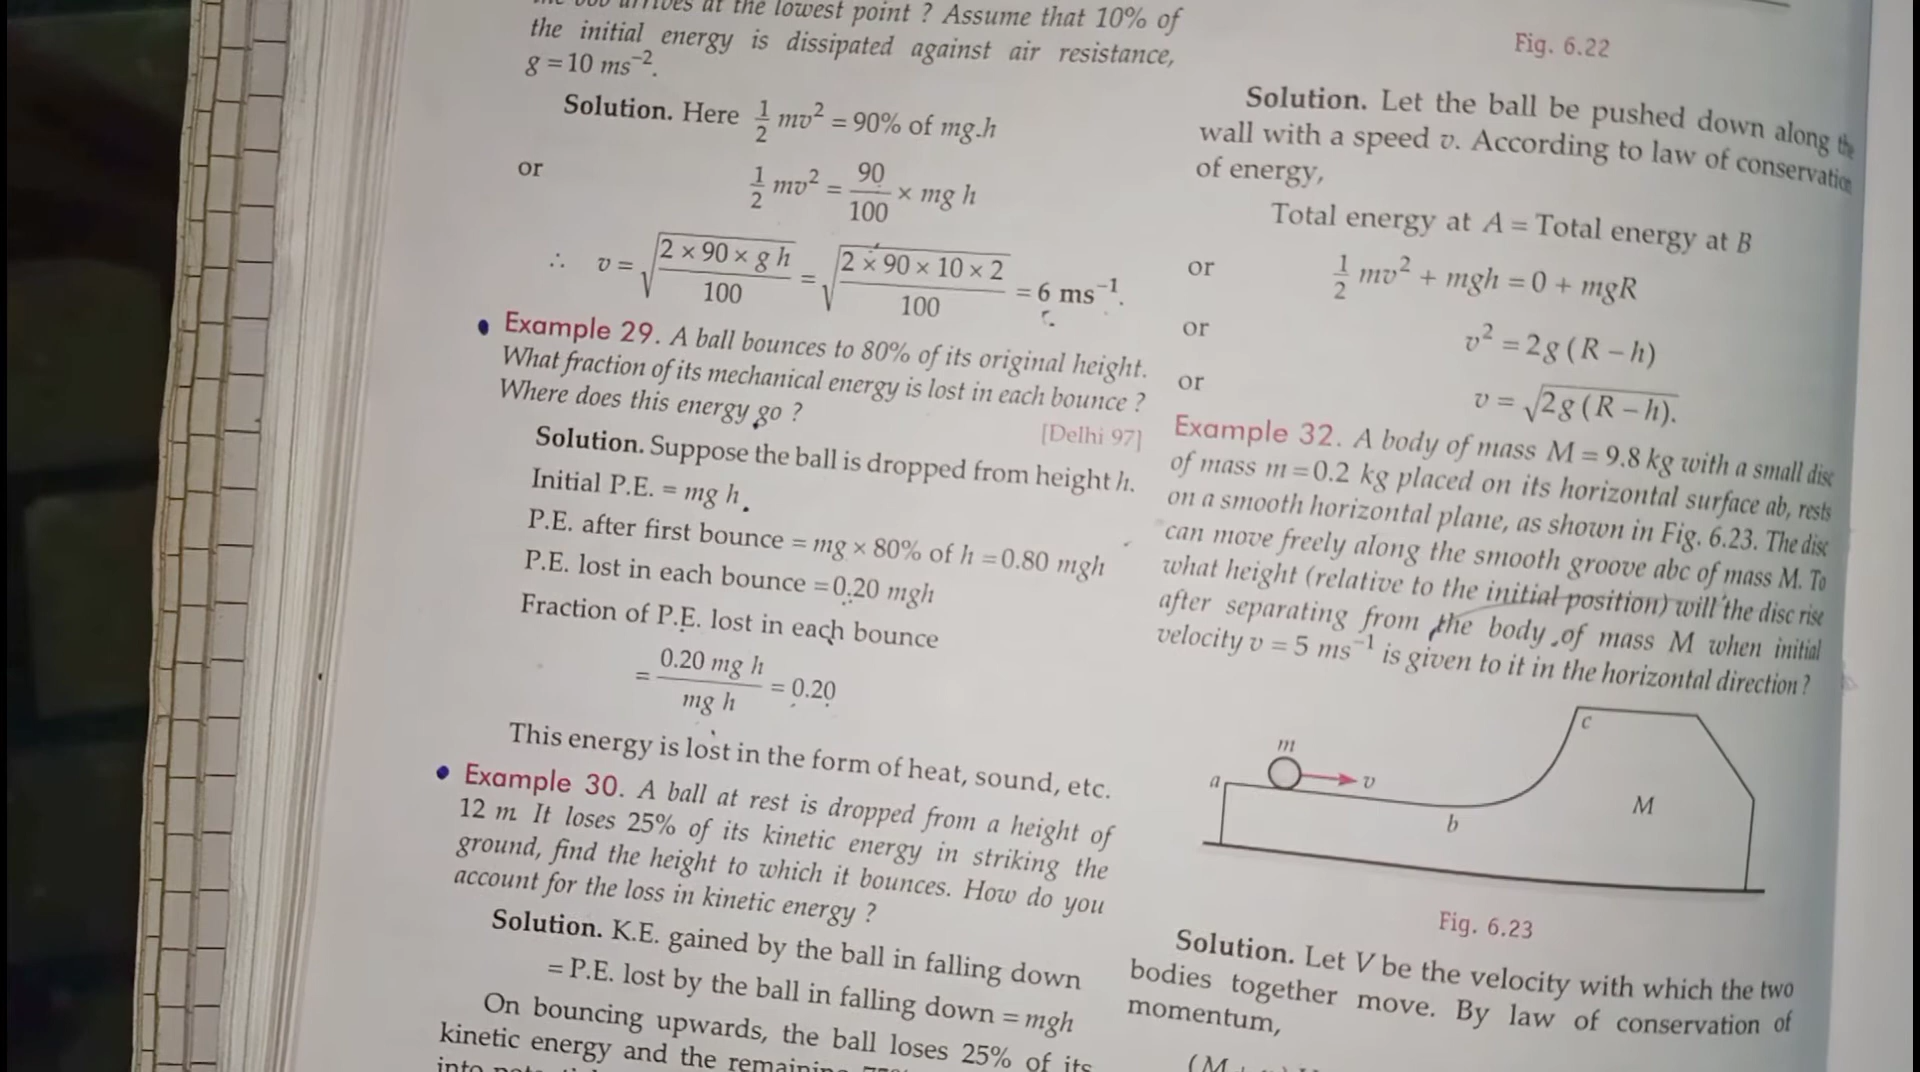 arrives at the lowest point ? Assume that 10% of
the initial energy is dissipated against air resistance,
g = 10 ms⁻².
Solution. Here 1/2 mv² = 90% of mg.h
or 1/2 mv² = 90/100 × mg h
∴ v = √(2 × 90 × g h / 100) = √(2 × 90 × 10 × 2 / 100) = 6 ms⁻¹.
• Example 29. A ball bounces to 80% of its original height.
What fraction of its mechanical energy is lost in each bounce ?
Where does this energy go ?
[Delhi 97]
Solution. Suppose the ball is dropped from height h.
Initial P.E. = mg h.
P.E. after first bounce = mg × 80% of h = 0.80 mgh
P.E. lost in each bounce = 0.20 mgh
Fraction of P.E. lost in each bounce
= 0.20 mg h / mg h = 0.20
This energy is lost in the form of heat, sound, etc.
• Example 30. A ball at rest is dropped from a height of
12 m. It loses 25% of its kinetic energy in striking the
ground, find the height to which it bounces. How do you
account for the loss in kinetic energy ?
Solution. K.E. gained by the ball in falling down
= P.E. lost by the ball in falling down = mgh
On bouncing upwards, the ball loses 25% of its
kinetic energy and the
Fig. 6.22
Solution. Let the ball be pushed down along the
wall with a speed v. According to law of conservation
of energy,
Total energy at A = Total energy at B
or 1/2 mv² + mgh = 0 + mgR
or v² = 2g (R – h)
or v = √2g (R – h).
Example 32. A body of mass M = 9.8 kg with a small disc
of mass m = 0.2 kg placed on its horizontal surface ab, rests
on a smooth horizontal plane, as shown in Fig. 6.23. The disc
can move freely along the smooth groove abc of mass M. To
what height (relative to the initial position) will the disc rise
after separating from the body of mass M when initial
velocity v = 5 ms⁻¹ is given to it in the horizontal direction ?
m
a
v
b
c
M
Fig. 6.23
Solution. Let V be the velocity with which the two
bodies together move. By law of conservation of
momentum,